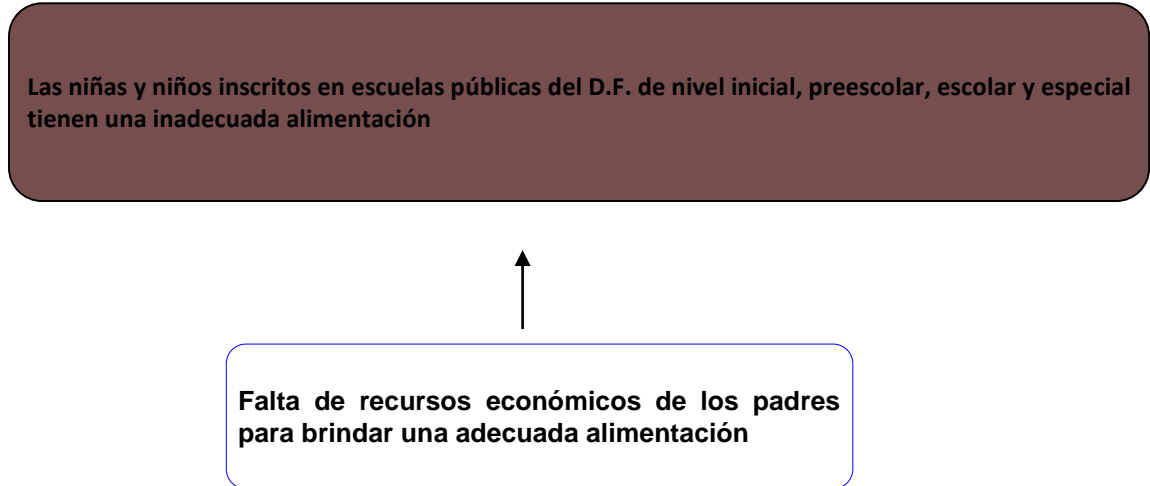 Las niñas y niños inscritos en escuelas públicas del D.F. de nivel inicial, preescolar, escolar y especial
tienen una inadecuada alimentación
Falta de recursos económicos de los padres
para brindar una adecuada alimentación